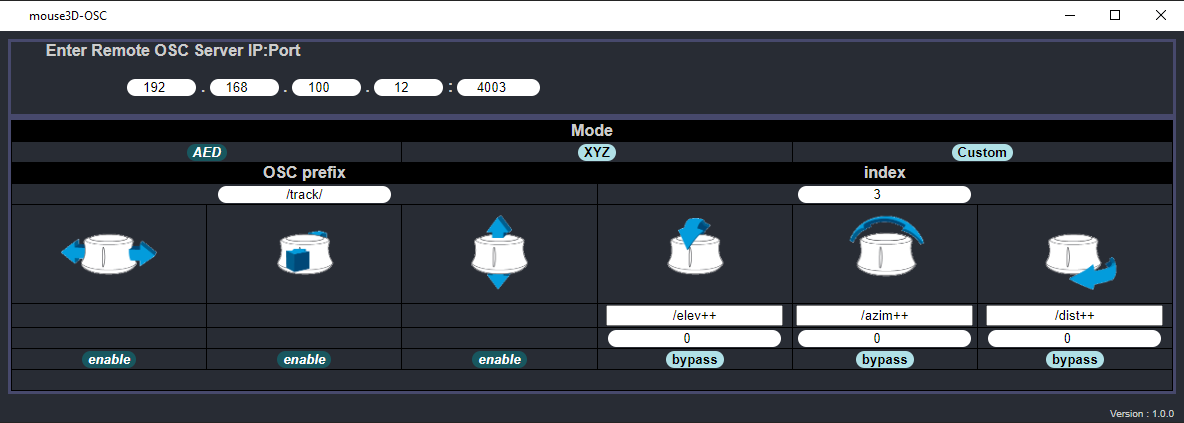 mouse3D-OSC
Enter Remote OSC Server IP:Port
192 . 168 . 100 . 12 : 4003
Mode
AED XYZ Custom
OSC prefix index
/track/ 3
/elev++ /azim++ /dist++
0 0 0
enable enable enable bypass bypass bypass
Version : 1.0.0